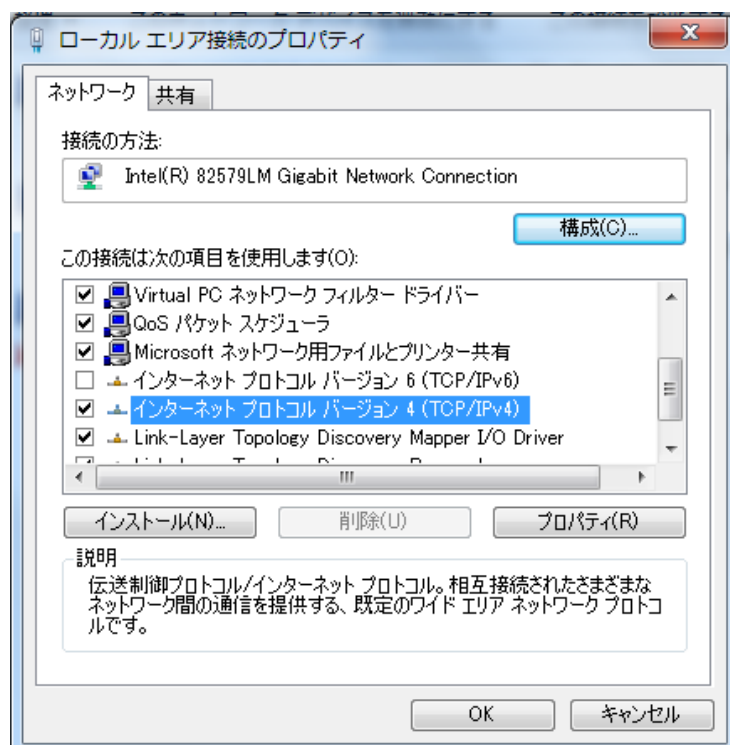 ローカル エリア接続のプロパティ
ネットワーク 共有
接続の方法:
Intel(R) 82579LM Gigabit Network Connection
構成(C)...
この接続は次の項目を使用します(O):
Virtual PC ネットワーク フィルター ドライバー
QoS パケット スケジューラ
Microsoft ネットワーク用ファイルとプリンター共有
インターネット プロトコル バージョン 6 (TCP/IPv6)
インターネット プロトコル バージョン 4 (TCP/IPv4)
Link-Layer Topology Discovery Mapper I/O Driver
インストール(N)... 削除(U) プロパティ(R)
説明
伝送制御プロトコル/インターネット プロトコル。相互接続されたさまざまな
ネットワーク間の通信を提供する、既定のワイド エリア ネットワーク プロトコ
ルです。
OK キャンセル